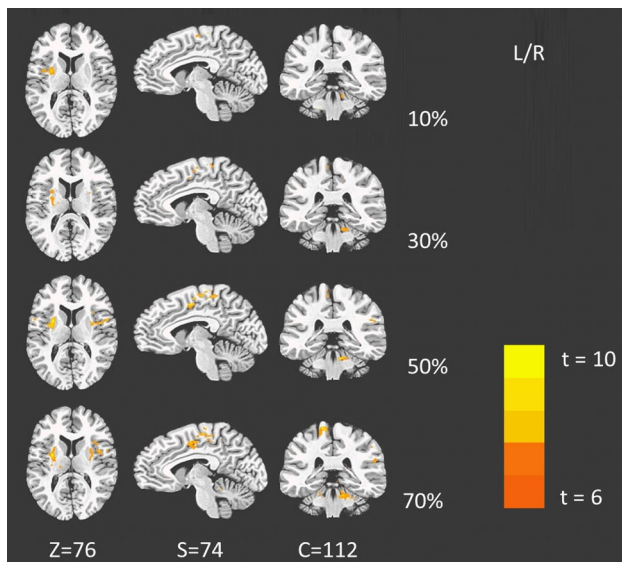 L/R
10%
30%
50%
70%
t = 10
t = 6
Z=76
S=74
C=112